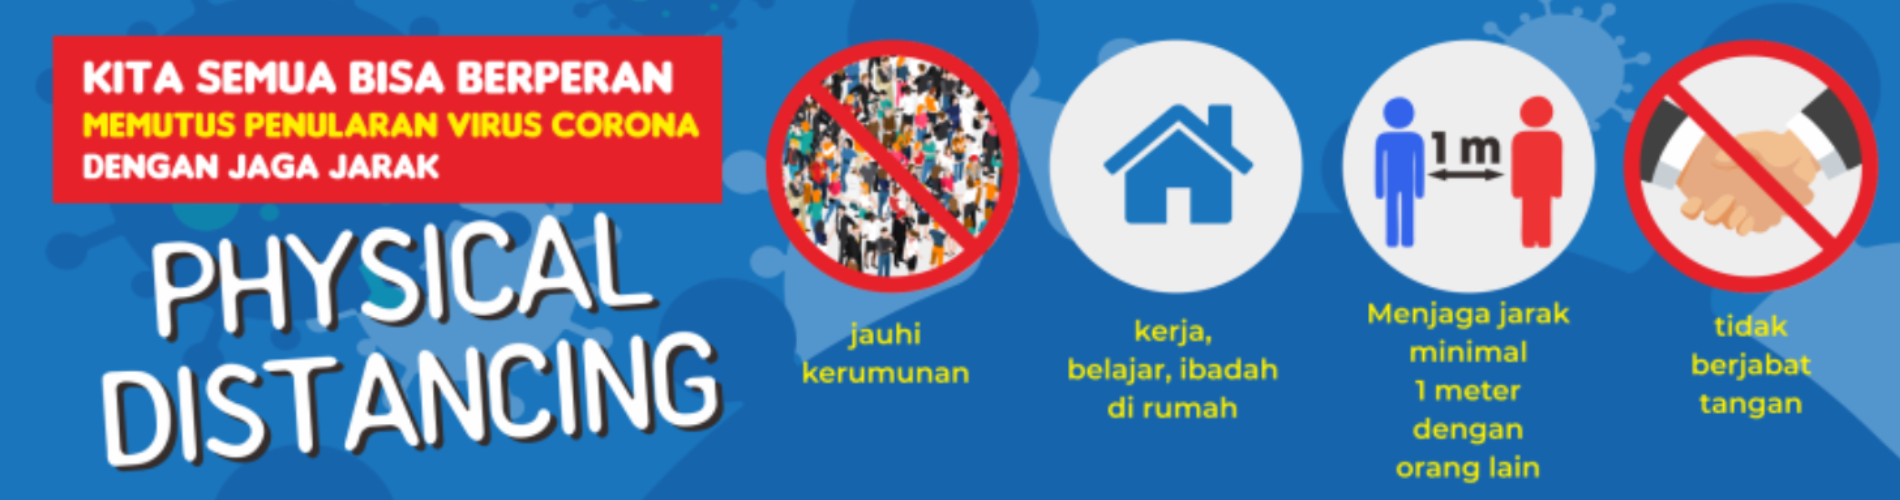 KITA SEMUA BISA BERPERAN
MEMUTUS PENULARAN VIRUS CORONA
DENGAN JAGA JARAK
PHYSICAL
DISTANCING
jauhi
kerumunan
kerja,
belajar, ibadah
di rumah
1 m
Menjaga jarak
minimal
1 meter
dengan
orang lain
tidak
berjabat
tangan